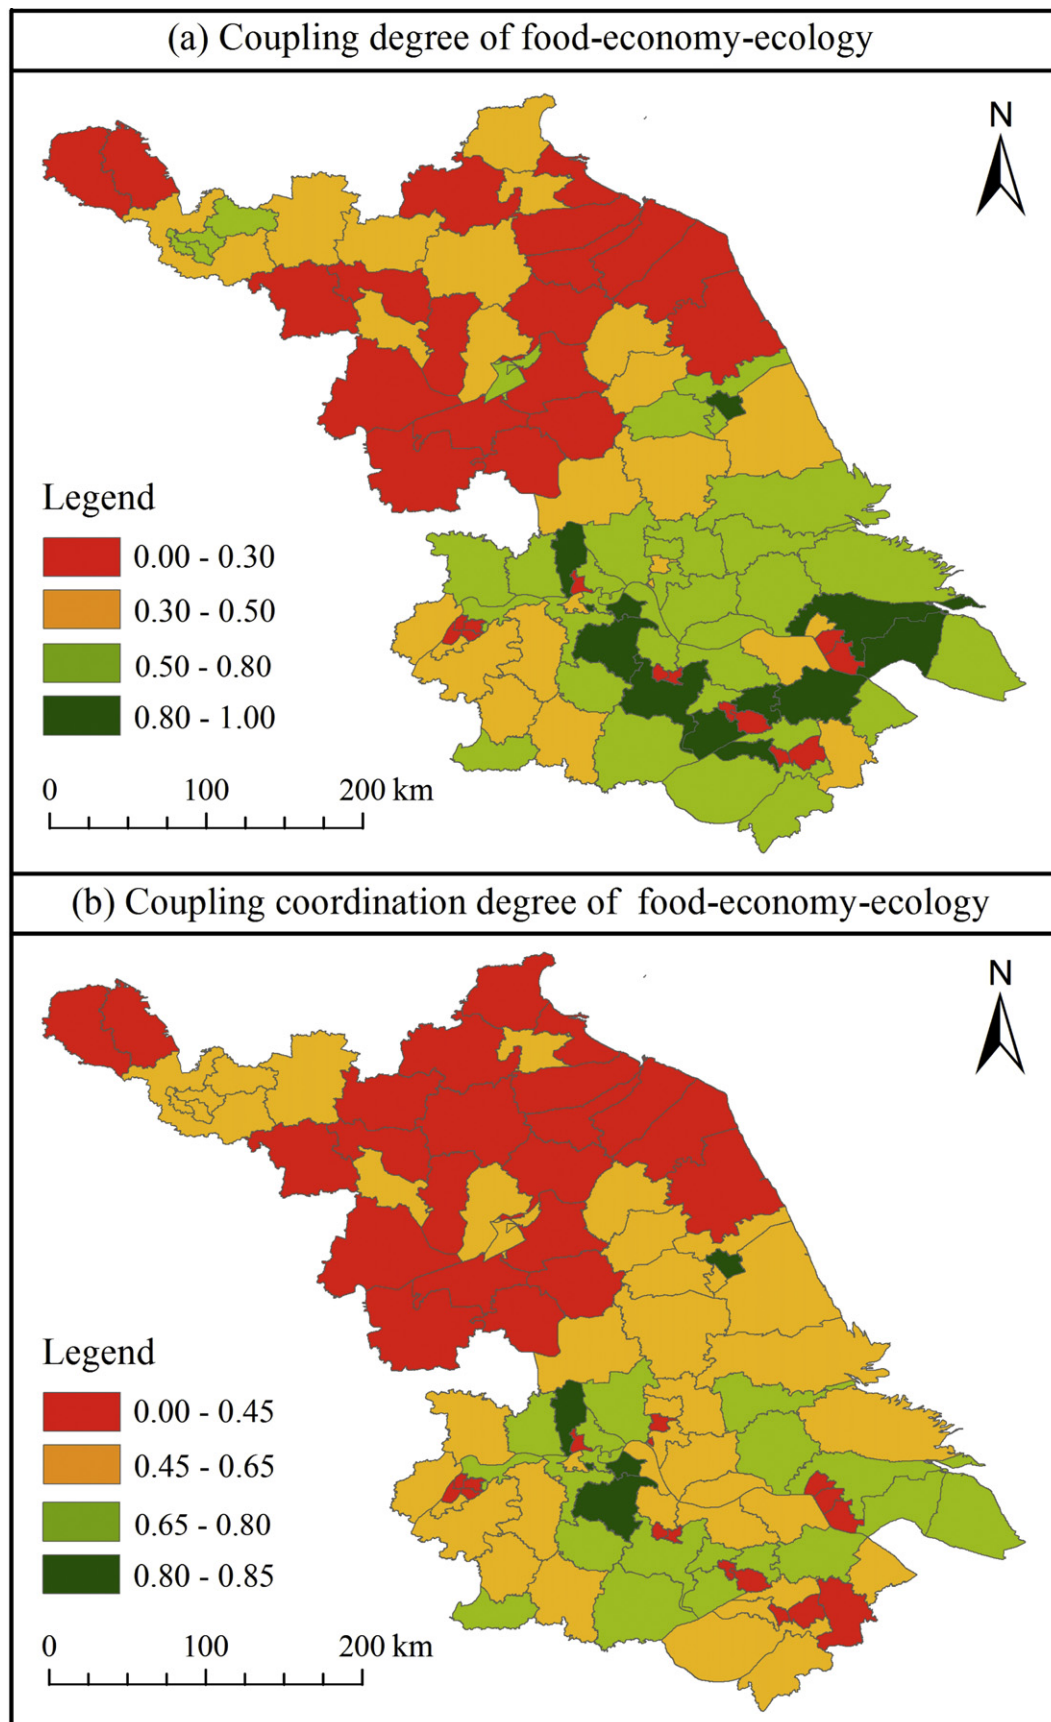 (a) Coupling degree of food-economy-ecology
N
Legend
0.00 - 0.30
0.30 - 0.50
0.50 - 0.80
0.80 - 1.00
0 100 200 km
(b) Coupling coordination degree of food-economy-ecology
N
Legend
0.00 - 0.45
0.45 - 0.65
0.65 - 0.80
0.80 - 0.85
0 100 200 km